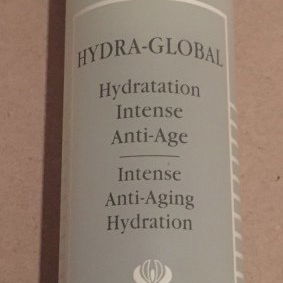 HYDRA-GLOBAL
Hydratation
Intense
Anti-Age
Intense
Anti-Aging
Hydration